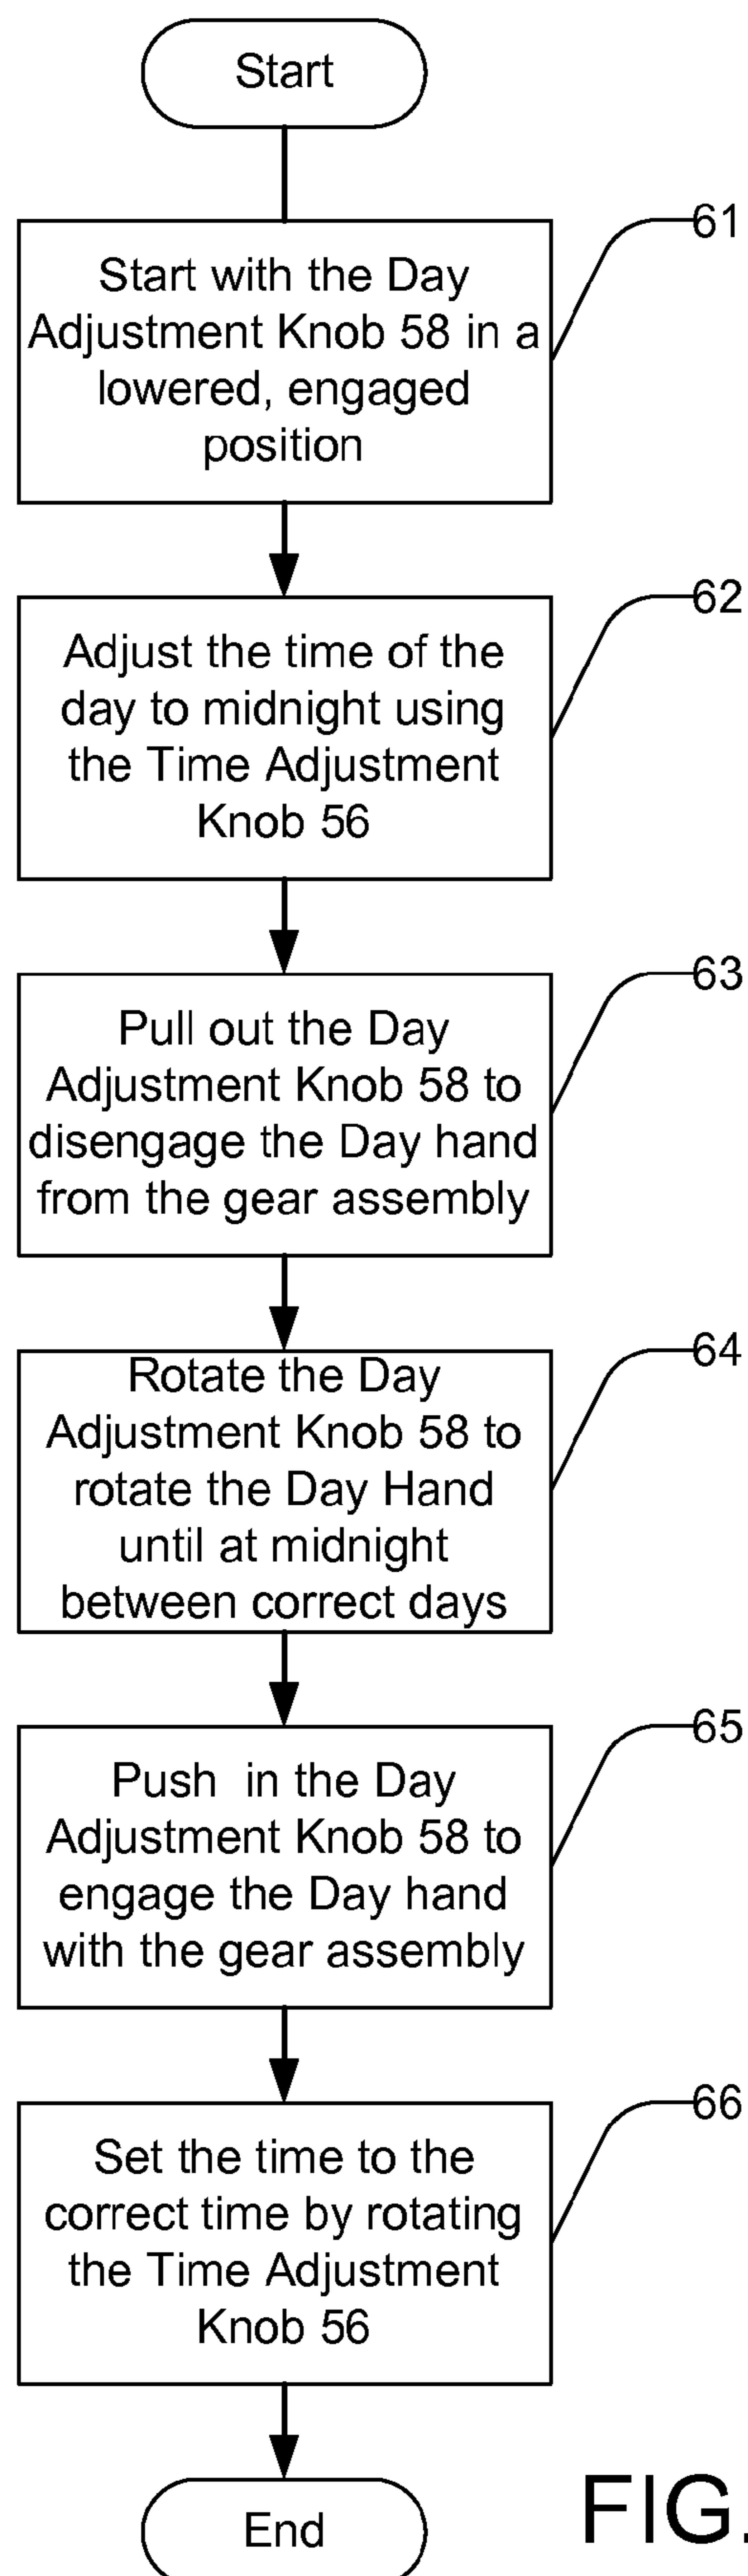 Start
61
Start with the Day
Adjustment Knob 58 in a
lowered, engaged
position
62
Adjust the time of the
day to midnight using
the Time Adjustment
Knob 56
63
Pull out the Day
Adjustment Knob 58 to
disengage the Day hand
from the gear assembly
64
Rotate the Day
Adjustment Knob 58 to
rotate the Day Hand
until at midnight
between correct days
65
Push in the Day
Adjustment Knob 58 to
engage the Day hand
with the gear assembly
66
Set the time to the
correct time by rotating
the Time Adjustment
Knob 56
End
FIG.